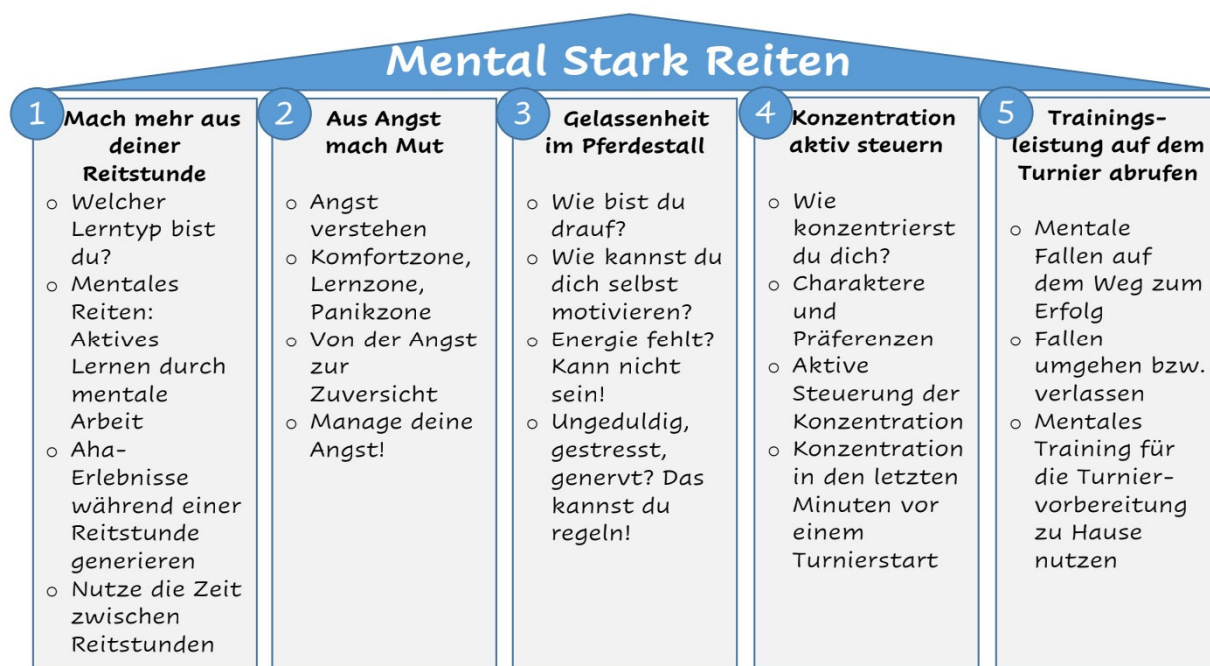 Mental Stark Reiten
1
Mach mehr aus
deiner
Reitstunde
o Welcher
Lerntyp bist
du?
o Mentales
Reiten:
Aktives
Lernen durch
mentale
Arbeit
o Aha-
Erlebnisse
während einer
Reitstunde
generieren
o Nutze die Zeit
zwischen
Reitstunden
2
Aus Angst
mach Mut
o Angst
verstehen
o Komfortzone,
Lernzone,
Panikzone
o Von der Angst
zur
Zuversicht
o Manage deine
Angst!
3
Gelassenheit
im Pferdestall
o Wie bist du
drauf?
o Wie kannst du
dich selbst
motivieren?
o Energie fehlt?
Kann nicht
sein!
o Ungeduldig,
gestresst,
genervt? Das
kannst du
regeln!
4
Konzentration
aktiv steuern
o Wie
konzentrierst
du dich?
o Charaktere
und
Präferenzen
o Aktive
Steuerung der
Konzentration
o Konzentration
in den letzten
Minuten vor
einem
Turnierstart
5
Trainings-
leistung auf dem
Turnier abrufen
o Mentale
Fallen auf
dem Weg zum
Erfolg
o Fallen
umgehen bzw.
verlassen
o Mentales
Training für
die Turnier-
vorbereitung
zu Hause
nutzen